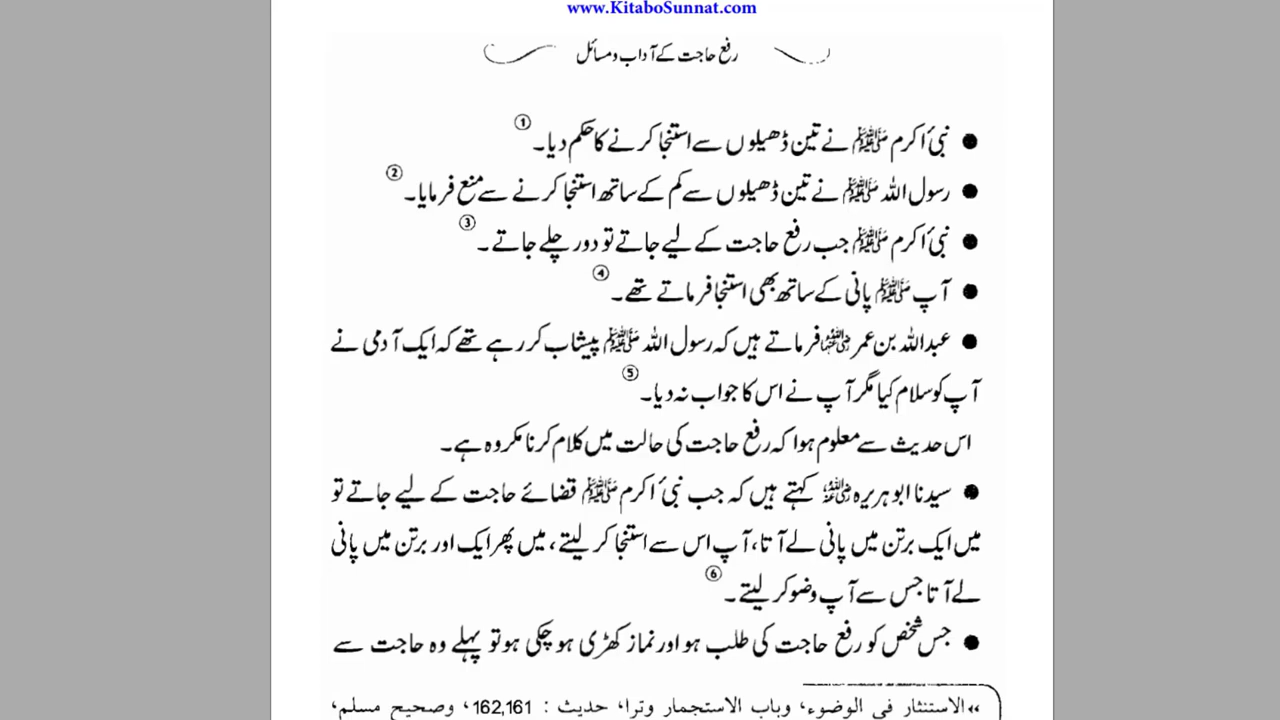 www.KitaboSunnat.com
رفع حاجت کے آداب و مسائل
● نبیٔ اکرم ﷺ نے تین ڈھیلوں سے استنجا کرنے کا حکم دیا۔ ①
● رسول اللہ ﷺ نے تین ڈھیلوں سے کم کے ساتھ استنجا کرنے سے منع فرمایا۔ ②
● نبیٔ اکرم ﷺ جب رفع حاجت کے لیے جاتے تو دور چلے جاتے۔ ③
● آپ ﷺ پانی کے ساتھ بھی استنجا فرماتے تھے۔ ④
● عبداللہ بن عمر رضی اللہ عنہما فرماتے ہیں کہ رسول اللہ ﷺ پیشاب کر رہے تھے کہ ایک آدمی نے
آپ کو سلام کیا مگر آپ نے اس کا جواب نہ دیا۔ ⑤
اس حدیث سے معلوم ہوا کہ رفع حاجت کی حالت میں کلام کرنا مکروہ ہے۔
● سیدنا ابو ہریرہ رضی اللہ عنہ کہتے ہیں کہ جب نبیٔ اکرم ﷺ قضائے حاجت کے لیے جاتے تو
میں ایک برتن میں پانی لے آتا، آپ اس سے استنجا کر لیتے، میں پھر ایک اور برتن میں پانی
لے آتا جس سے آپ وضو کر لیتے۔ ⑥
● جس شخص کو رفع حاجت کی طلب ہو اور نماز کھڑی ہو چکی ہو تو پہلے وہ حاجت سے
◂◂ الاستنثار في الوضوء، وباب الاستجمار وترا، حديث : 162,161، وصحيح مسلم،